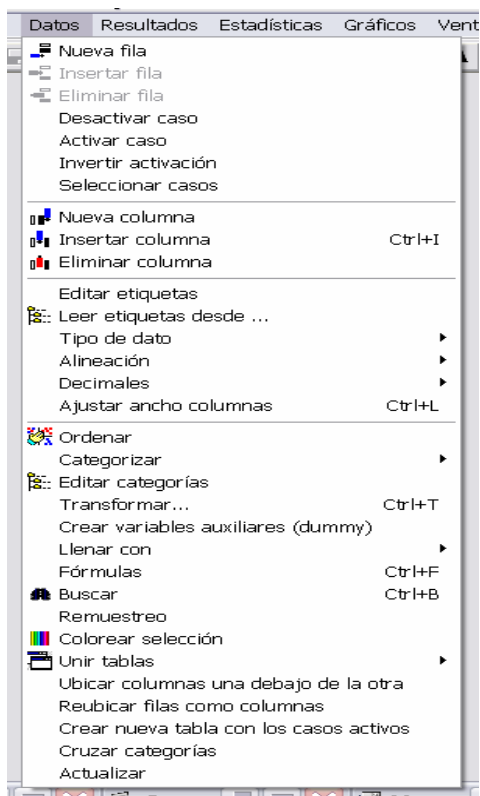 Datos Resultados Estadísticas Gráficos Vent
Nueva fila
Insertar fila
Eliminar fila
Desactivar caso
Activar caso
Invertir activación
Seleccionar casos
Nueva columna
Insertar columna Ctrl+I
Eliminar columna
Editar etiquetas
Leer etiquetas desde ...
Tipo de dato
Alineación
Decimales
Ajustar ancho columnas Ctrl+L
Ordenar
Categorizar
Editar categorías
Transformar... Ctrl+T
Crear variables auxiliares (dummy)
Llenar con
Fórmulas Ctrl+F
Buscar Ctrl+B
Remuestreo
Colorear selección
Unir tablas
Ubicar columnas una debajo de la otra
Reubicar filas como columnas
Crear nueva tabla con los casos activos
Cruzar categorías
Actualizar